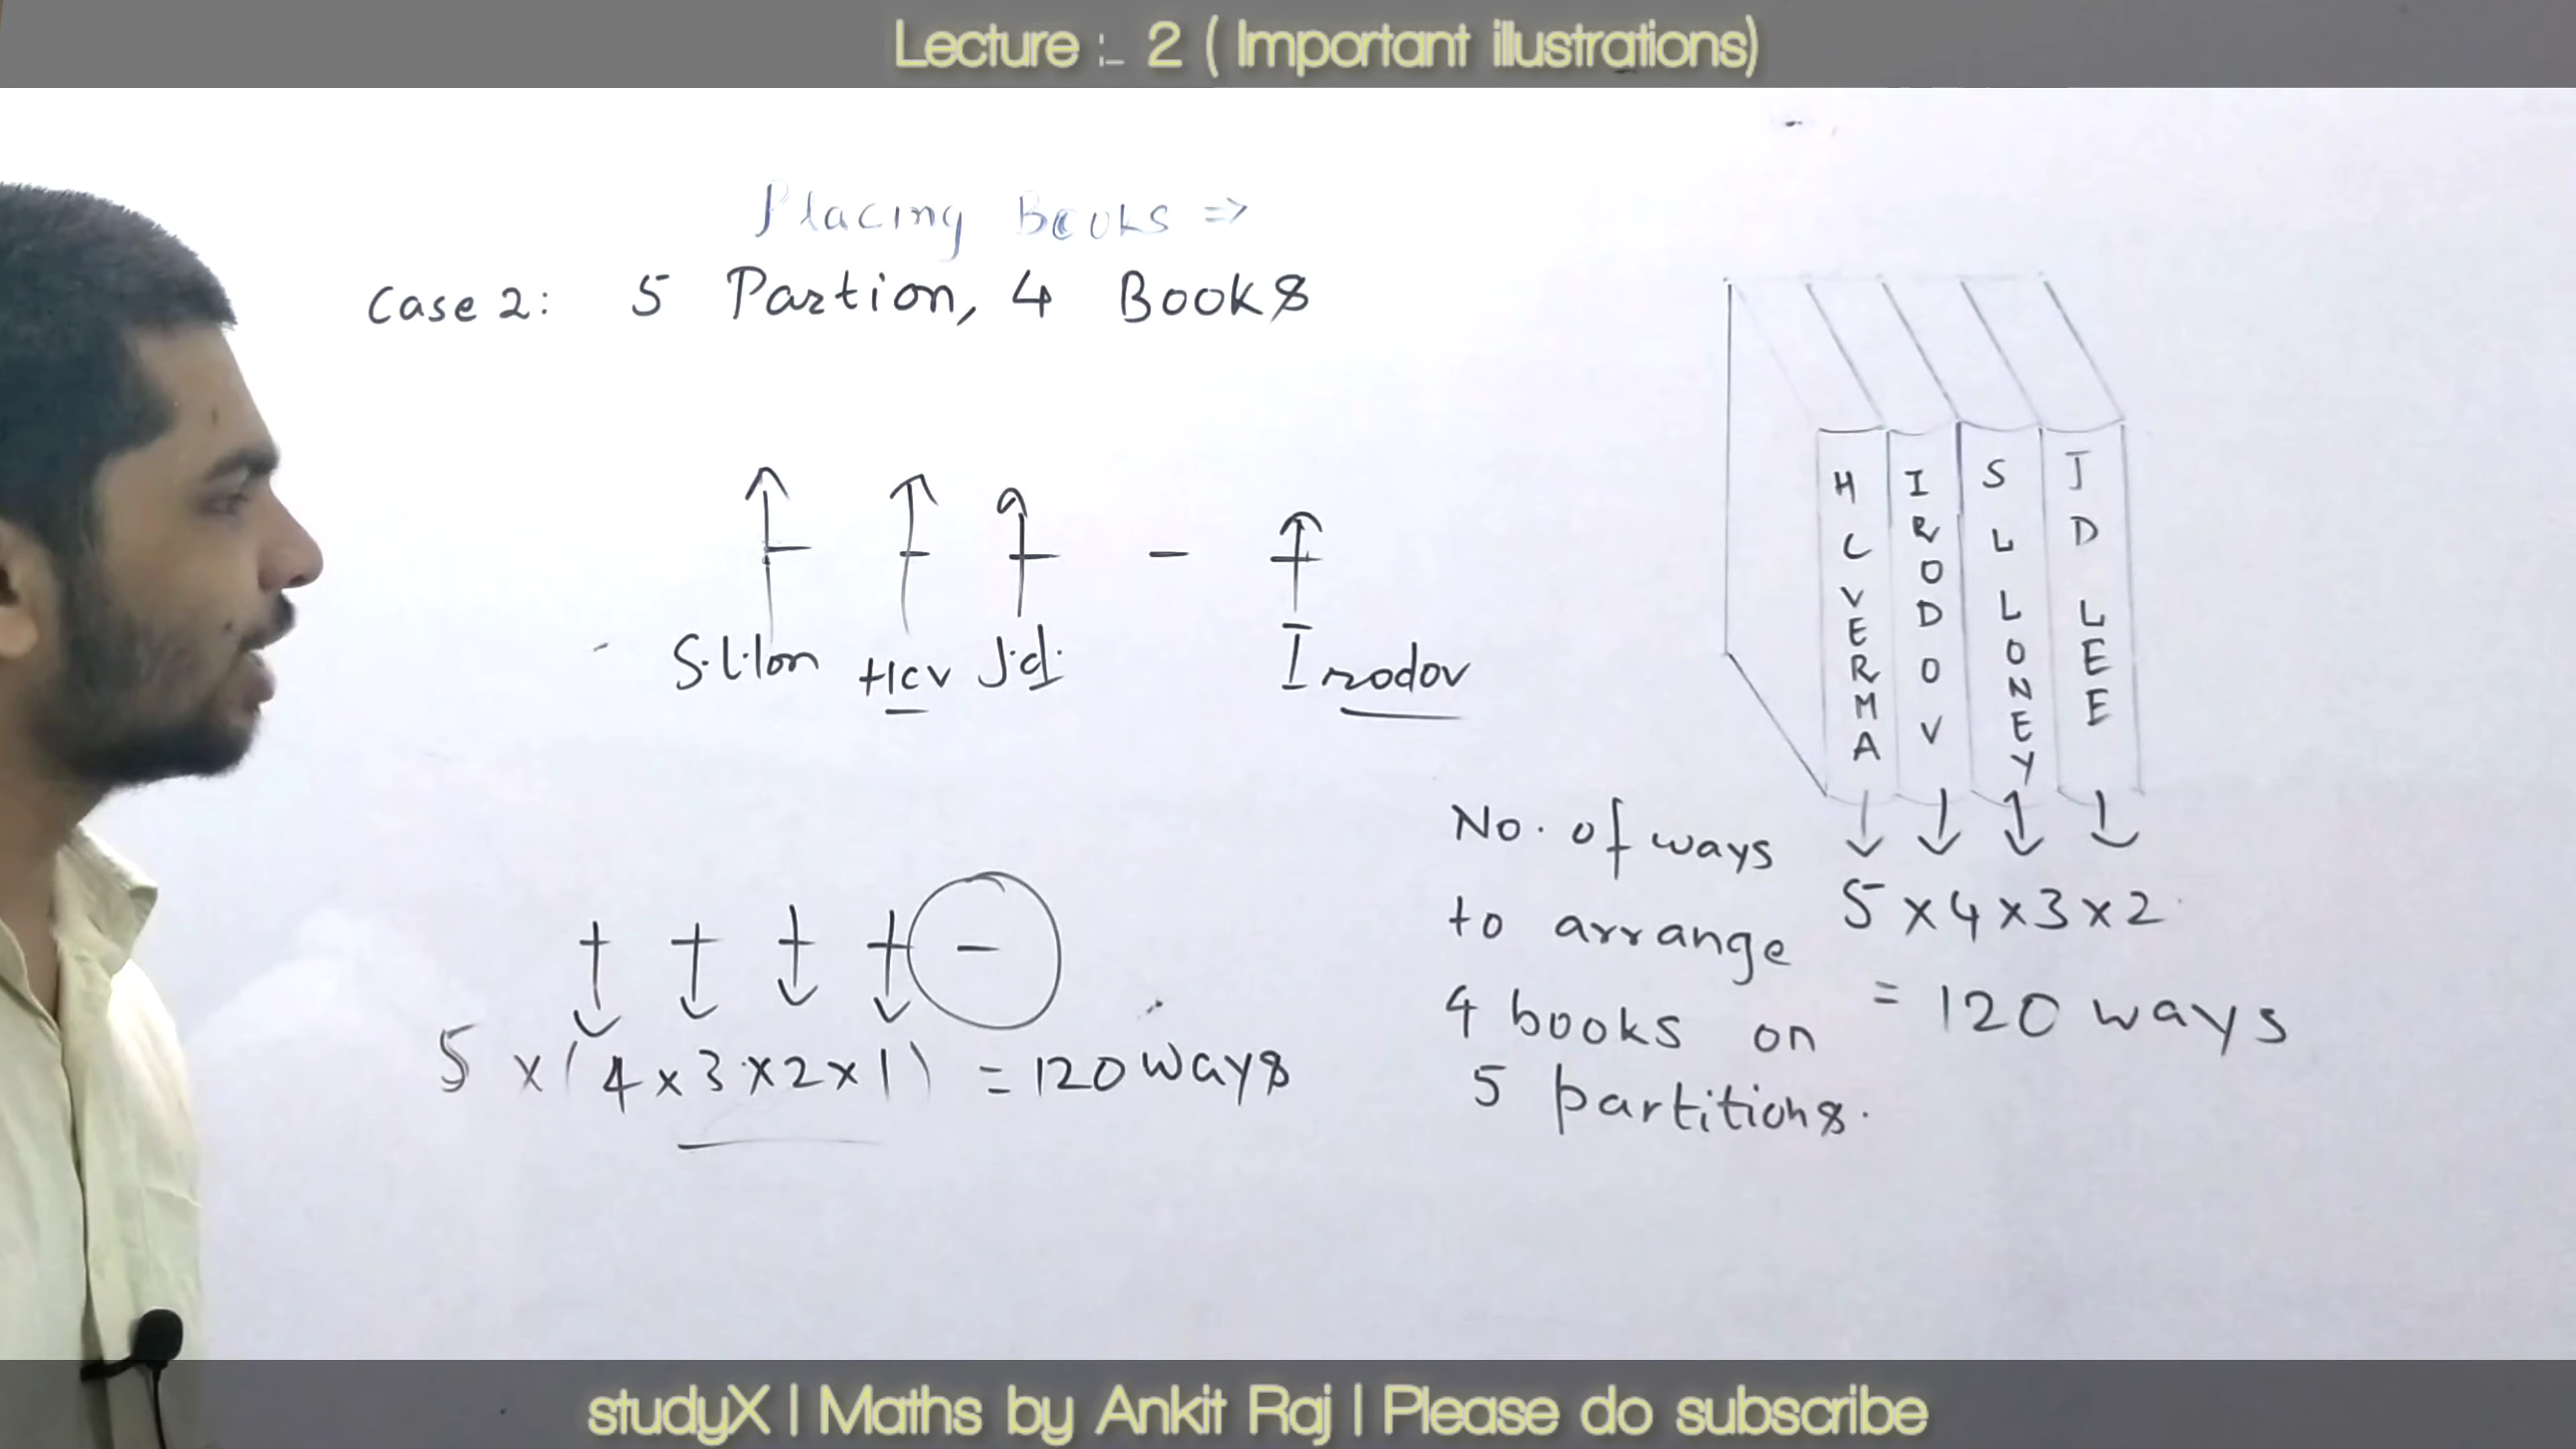 Lecture :- 2 ( Important illustrations)
Placing Books ⇒
Case 2: 5 Partion, 4 Books
S.L.lon HCV J.d. Irodov
5 x ( 4 x 3 x 2 x 1 ) = 120 ways
H C VERMA
IRODOV
S L LONEY
JD LEE
No. of ways
to arrange
4 books on
5 partitions.
5 x 4 x 3 x 2
= 120 ways
studyX | Maths by Ankit Raj | Please do subscribe